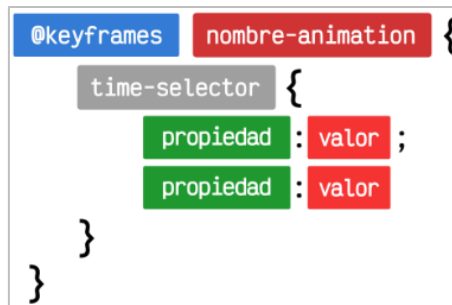 @keyframes nombre-animation {
time-selector {
propiedad : valor ;
propiedad : valor
}
}